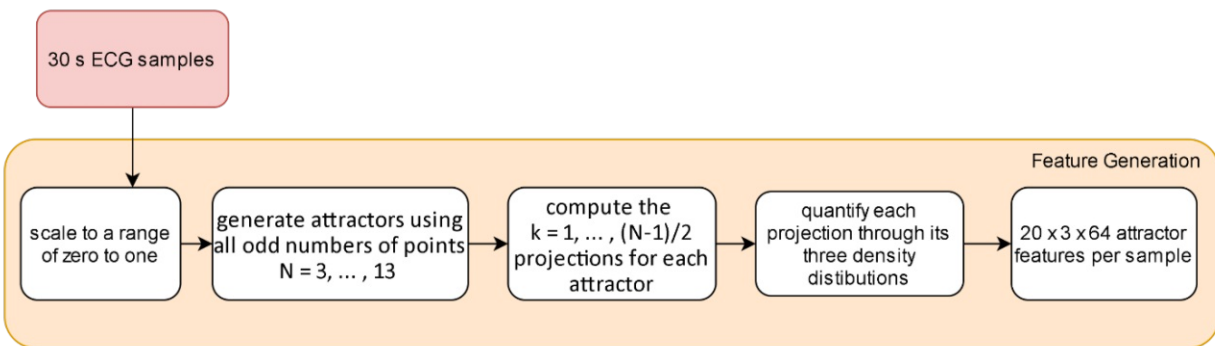 30 s ECG samples
Feature Generation
scale to a range
of zero to one
generate attractors using
all odd numbers of points
N = 3, ... , 13
compute the
k = 1, ... , (N-1)/2
projections for each
attractor
quantify each
projection through its
three density
distibutions
20 x 3 x 64 attractor
features per sample